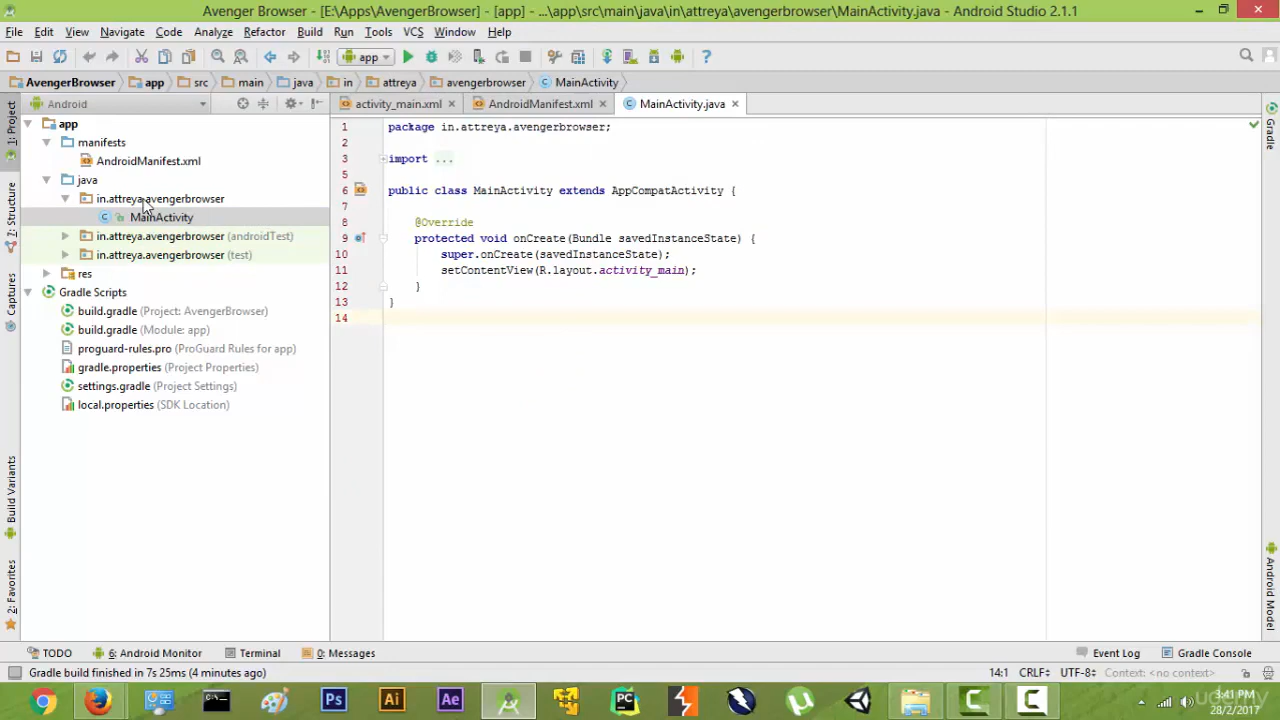 Avenger Browser - [E:\Apps\AvengerBrowser] - [app] - ...\app\src\main\java\in\attreya\avengerbrowser\MainActivity.java - Android Studio 2.1.1
File Edit View Navigate Code Analyze Refactor Build Run Tools VCS Window Help
app
AvengerBrowser app src main java in attreya avengerbrowser MainActivity
Android
activity_main.xml AndroidManifest.xml MainActivity.java
1: Project
7: Structure
Captures
Build Variants
2: Favorites
app
manifests
AndroidManifest.xml
java
in.attreya.avengerbrowser
MainActivity
in.attreya.avengerbrowser (androidTest)
in.attreya.avengerbrowser (test)
res
Gradle Scripts
build.gradle (Project: AvengerBrowser)
build.gradle (Module: app)
proguard-rules.pro (ProGuard Rules for app)
gradle.properties (Project Properties)
settings.gradle (Project Settings)
local.properties (SDK Location)
1 package in.attreya.avengerbrowser;
2
3 import ...
5
6 public class MainActivity extends AppCompatActivity {
7
8 @Override
9 protected void onCreate(Bundle savedInstanceState) {
10 super.onCreate(savedInstanceState);
11 setContentView(R.layout.activity_main);
12 }
13 }
14
Gradle
Android Model
TODO 6: Android Monitor Terminal 0: Messages Event Log Gradle Console
Gradle build finished in 7s 25ms (4 minutes ago) 14:1 CRLF UTF-8 Context: <no context>
Ps Ai Ae PC C C
3:41 PM
28/2/2017
udemy